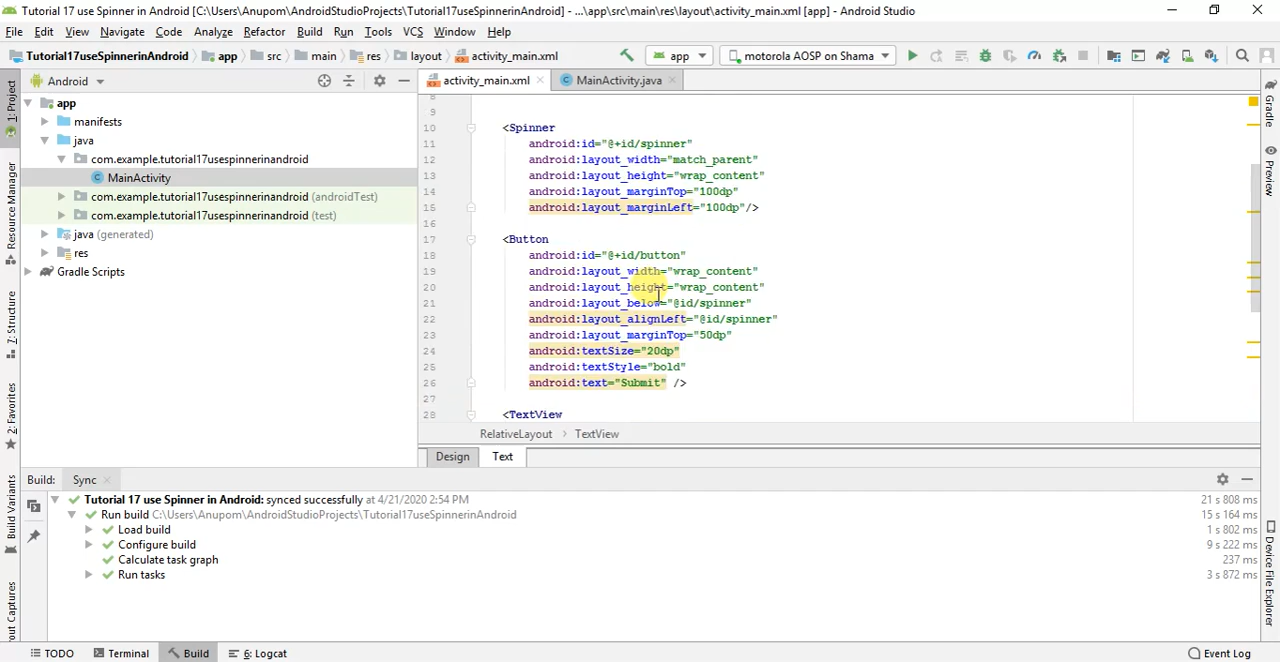 Tutorial 17 use Spinner in Android [C:\Users\Anupom\AndroidStudioProjects\Tutorial17useSpinnerinAndroid] - ...\app\src\main\res\layout\activity_main.xml [app] - Android Studio
File Edit View Navigate Code Analyze Refactor Build Run Tools VCS Window Help
Tutorial17useSpinnerinAndroid app src main res layout activity_main.xml app motorola AOSP on Shama
Android activity_main.xml MainActivity.java
1: Project
Resource Manager
Z: Structure
2: Favorites
Build Variants
out Captures
app
manifests
java
com.example.tutorial17usespinnerinandroid
MainActivity
com.example.tutorial17usespinnerinandroid (androidTest)
com.example.tutorial17usespinnerinandroid (test)
java (generated)
res
Gradle Scripts
8
9
10 <Spinner
11 android:id="@+id/spinner"
12 android:layout_width="match_parent"
13 android:layout_height="wrap_content"
14 android:layout_marginTop="100dp"
15 android:layout_marginLeft="100dp"/>
16
17 <Button
18 android:id="@+id/button"
19 android:layout_width="wrap_content"
20 android:layout_height="wrap_content"
21 android:layout_below="@id/spinner"
22 android:layout_alignLeft="@id/spinner"
23 android:layout_marginTop="50dp"
24 android:textSize="20dp"
25 android:textStyle="bold"
26 android:text="Submit" />
27
28 <TextView
RelativeLayout TextView
Design Text
Gradle
Preview
Device File Explorer
Build: Sync
Tutorial 17 use Spinner in Android: synced successfully at 4/21/2020 2:54 PM 21 s 808 ms
Run build C:\Users\Anupom\AndroidStudioProjects\Tutorial17useSpinnerinAndroid 15 s 164 ms
Load build 1 s 802 ms
Configure build 9 s 222 ms
Calculate task graph 237 ms
Run tasks 3 s 872 ms
TODO Terminal Build 6: Logcat Event Log